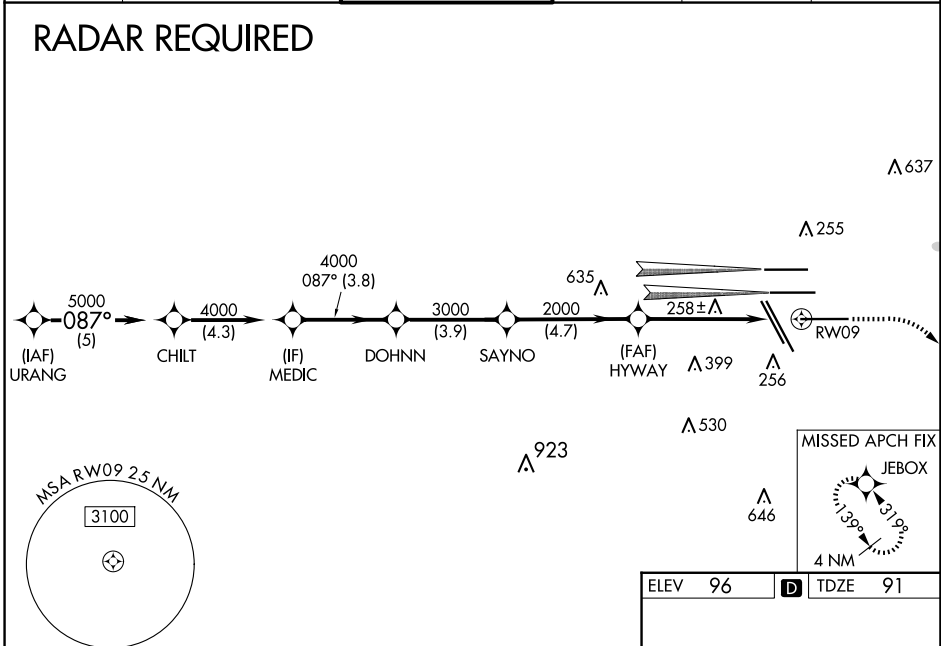 RADAR REQUIRED
637
255
4000
087° (3.8)
635
5000
087°
(5)
4000
(4.3)
3000
(3.9)
2000
(4.7)
258±
RW09
(IAF)
URANG
CHILT
(IF)
MEDIC
DOHNN
SAYNO
(FAF)
HYWAY
399
256
530
923
646
MISSED APCH FIX
JEBOX
139°
319°
4 NM
MSA RW09 25 NM
3100
ELEV 96 D TDZE 91